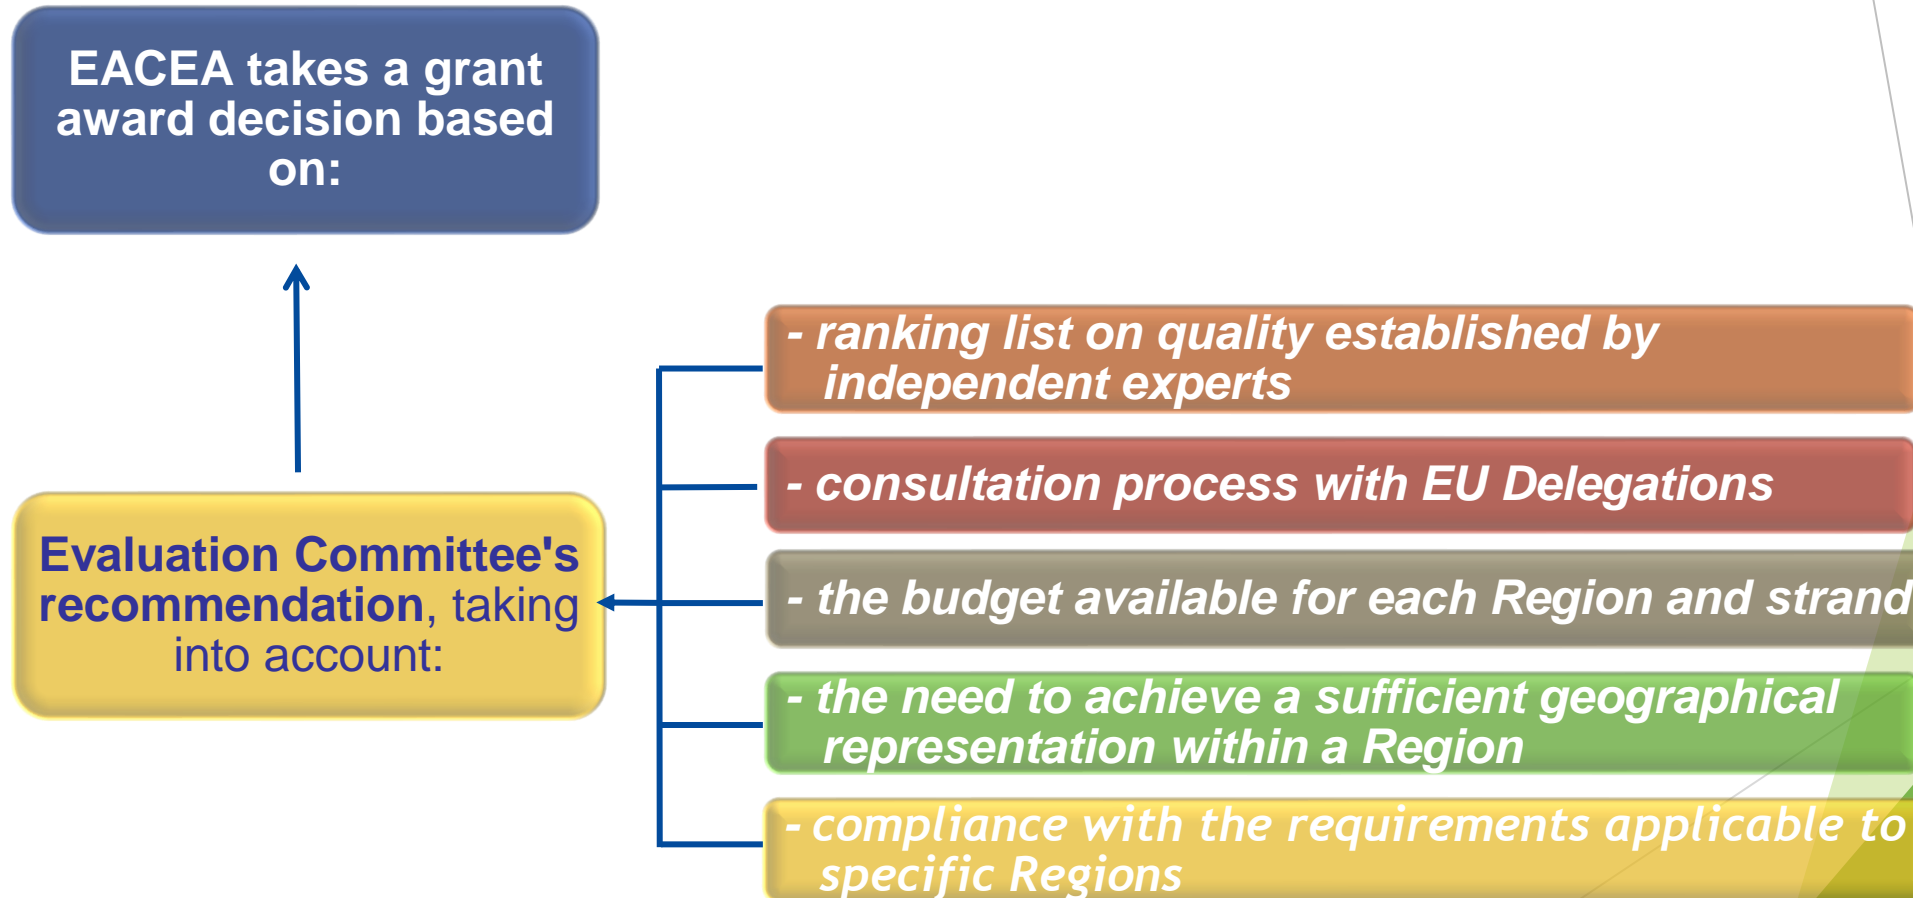 EACEA takes a grant
award decision based
on:
Evaluation Committee's
recommendation, taking
into account:
- ranking list on quality established by
independent experts
- consultation process with EU Delegations
- the budget available for each Region and strand
- the need to achieve a sufficient geographical
representation within a Region
- compliance with the requirements applicable to
specific Regions